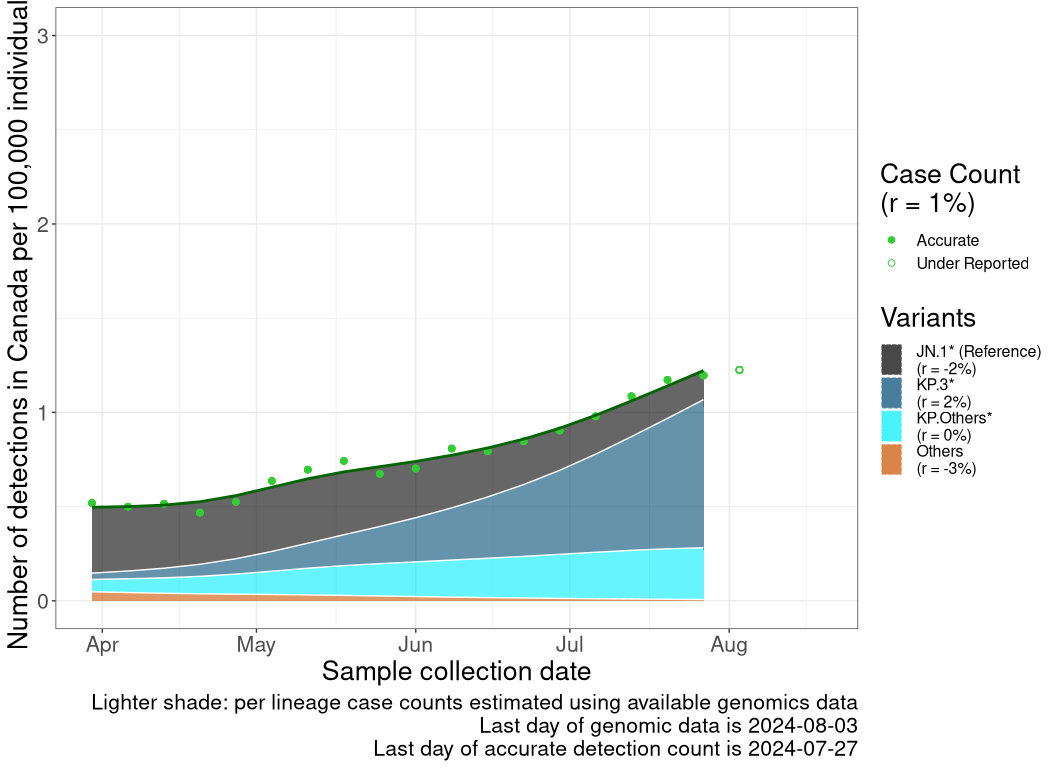 Number of detections in Canada per 100,000 individual
3
2
1
0
Apr
May
Jun
Jul
Aug
Sample collection date
Lighter shade: per lineage case counts estimated using available genomics data
Last day of genomic data is 2024-08-03
Last day of accurate detection count is 2024-07-27
Case Count
(r = 1%)
Accurate
Under Reported
Variants
JN.1* (Reference)
(r = -2%)
KP.3*
(r = 2%)
KP.Others*
(r = 0%)
Others
(r = -3%)